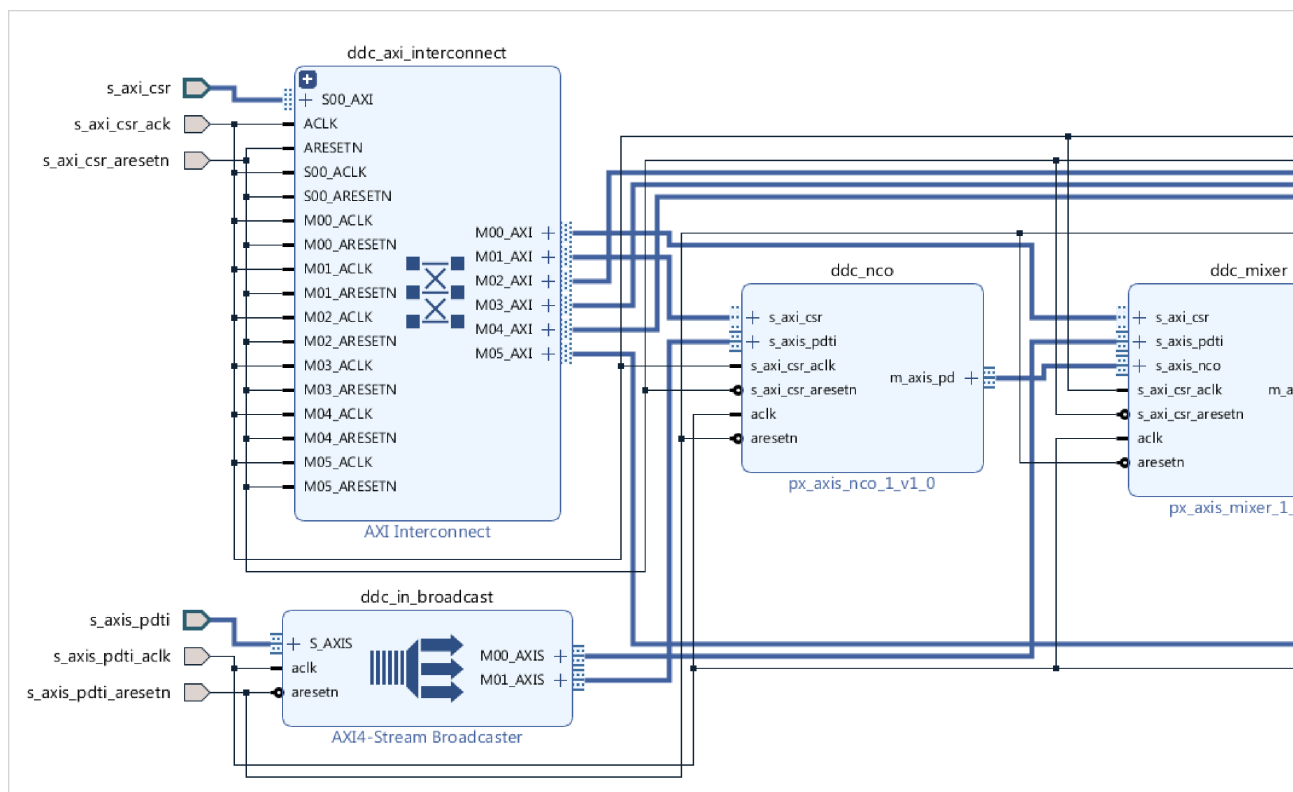 ddc_axi_interconnect
s_axi_csr
s_axi_csr_ack
s_axi_csr_aresetn
S00_AXI
ACLK
ARESETN
S00_ACLK
S00_ARESETN
M00_ACLK
M00_ARESETN
M01_ACLK
M01_ARESETN
M02_ACLK
M02_ARESETN
M03_ACLK
M03_ARESETN
M04_ACLK
M04_ARESETN
M05_ACLK
M05_ARESETN
M00_AXI
M01_AXI
M02_AXI
M03_AXI
M04_AXI
M05_AXI
AXI Interconnect
ddc_nco
s_axi_csr
s_axis_pdti
s_axi_csr_aclk
s_axi_csr_aresetn
aclk
aresetn
m_axis_pd
px_axis_nco_1_v1_0
ddc_mixer
s_axi_csr
s_axis_pdti
s_axis_nco
s_axi_csr_aclk
s_axi_csr_aresetn
aclk
aresetn
m_a
px_axis_mixer_1_
ddc_in_broadcast
s_axis_pdti
s_axis_pdti_aclk
s_axis_pdti_aresetn
S_AXIS
aclk
aresetn
M00_AXIS
M01_AXIS
AXI4-Stream Broadcaster